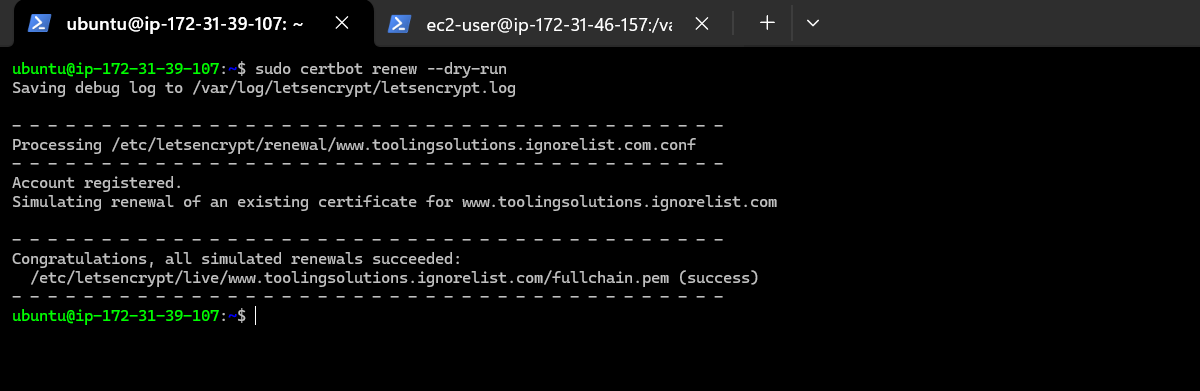 ubuntu@ip-172-31-39-107: ~
ec2-user@ip-172-31-46-157:/va
ubuntu@ip-172-31-39-107:~$ sudo certbot renew --dry-run
Saving debug log to /var/log/letsencrypt/letsencrypt.log
- - - - - - - - - - - - - - - - - - - - - - - - - - - - - - - - - - - - - - - -
Processing /etc/letsencrypt/renewal/www.toolingsolutions.ignorelist.com.conf
- - - - - - - - - - - - - - - - - - - - - - - - - - - - - - - - - - - - - - - -
Account registered.
Simulating renewal of an existing certificate for www.toolingsolutions.ignorelist.com
- - - - - - - - - - - - - - - - - - - - - - - - - - - - - - - - - - - - - - - -
Congratulations, all simulated renewals succeeded:
  /etc/letsencrypt/live/www.toolingsolutions.ignorelist.com/fullchain.pem (success)
- - - - - - - - - - - - - - - - - - - - - - - - - - - - - - - - - - - - - - - -
ubuntu@ip-172-31-39-107:~$